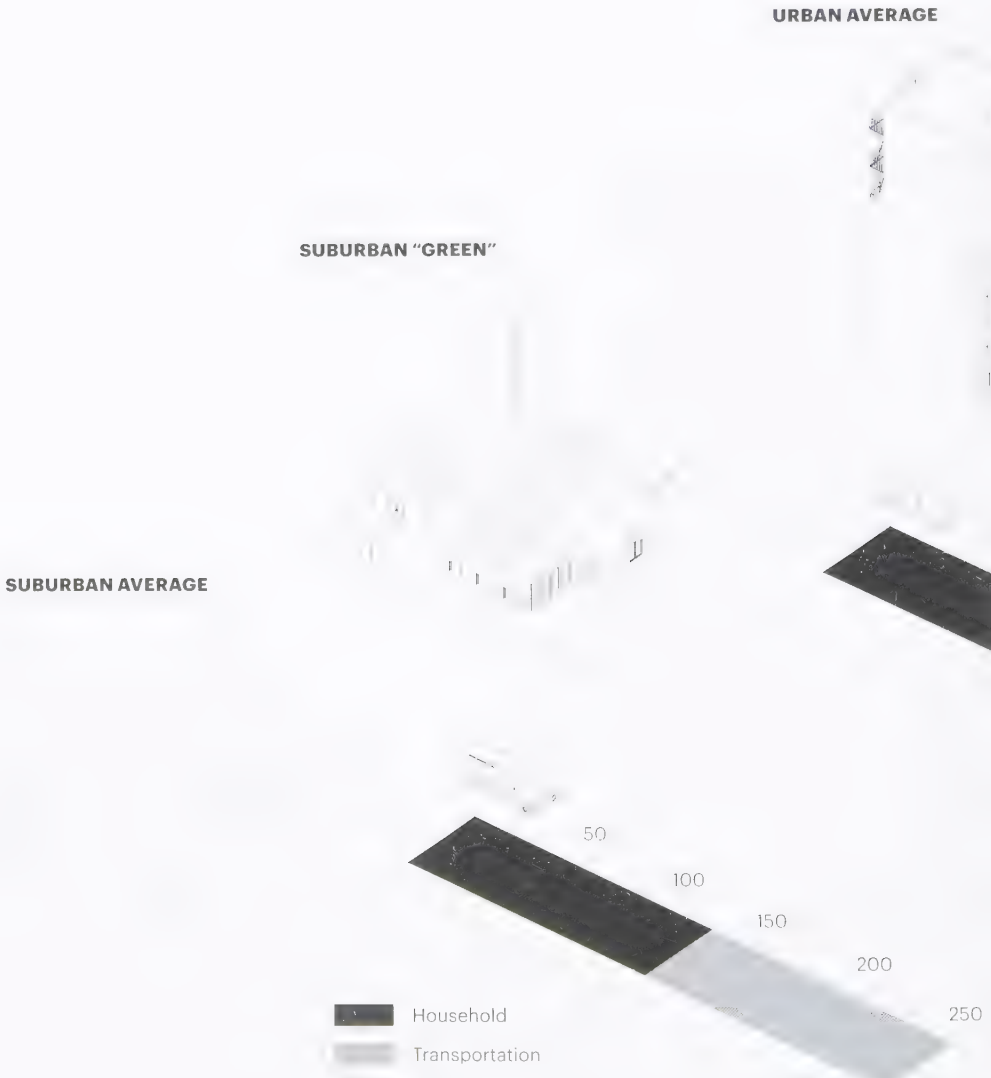 URBAN AVERAGE
SUBURBAN “GREEN”
SUBURBAN AVERAGE
50
100
150
200
250
Household
Transportation